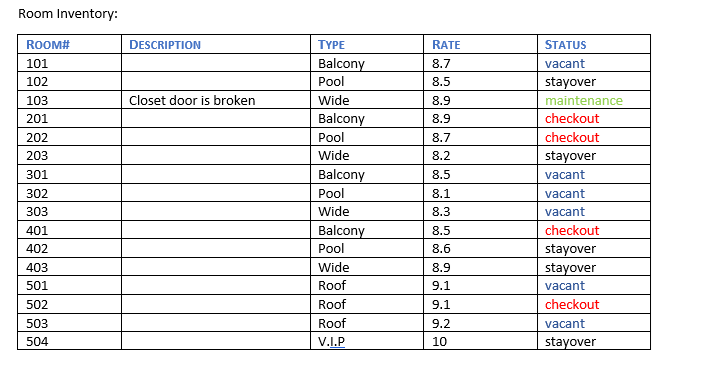 Room Inventory:
ROOM# DESCRIPTION TYPE RATE STATUS
101 Balcony 8.7 vacant
102 Pool 8.5 stayover
103 Closet door is broken Wide 8.9 maintenance
201 Balcony 8.9 checkout
202 Pool 8.7 checkout
203 Wide 8.2 stayover
301 Balcony 8.5 vacant
302 Pool 8.1 vacant
303 Wide 8.3 vacant
401 Balcony 8.5 checkout
402 Pool 8.6 stayover
403 Wide 8.9 stayover
501 Roof 9.1 vacant
502 Roof 9.1 checkout
503 Roof 9.2 vacant
504 V.I.P 10 stayover